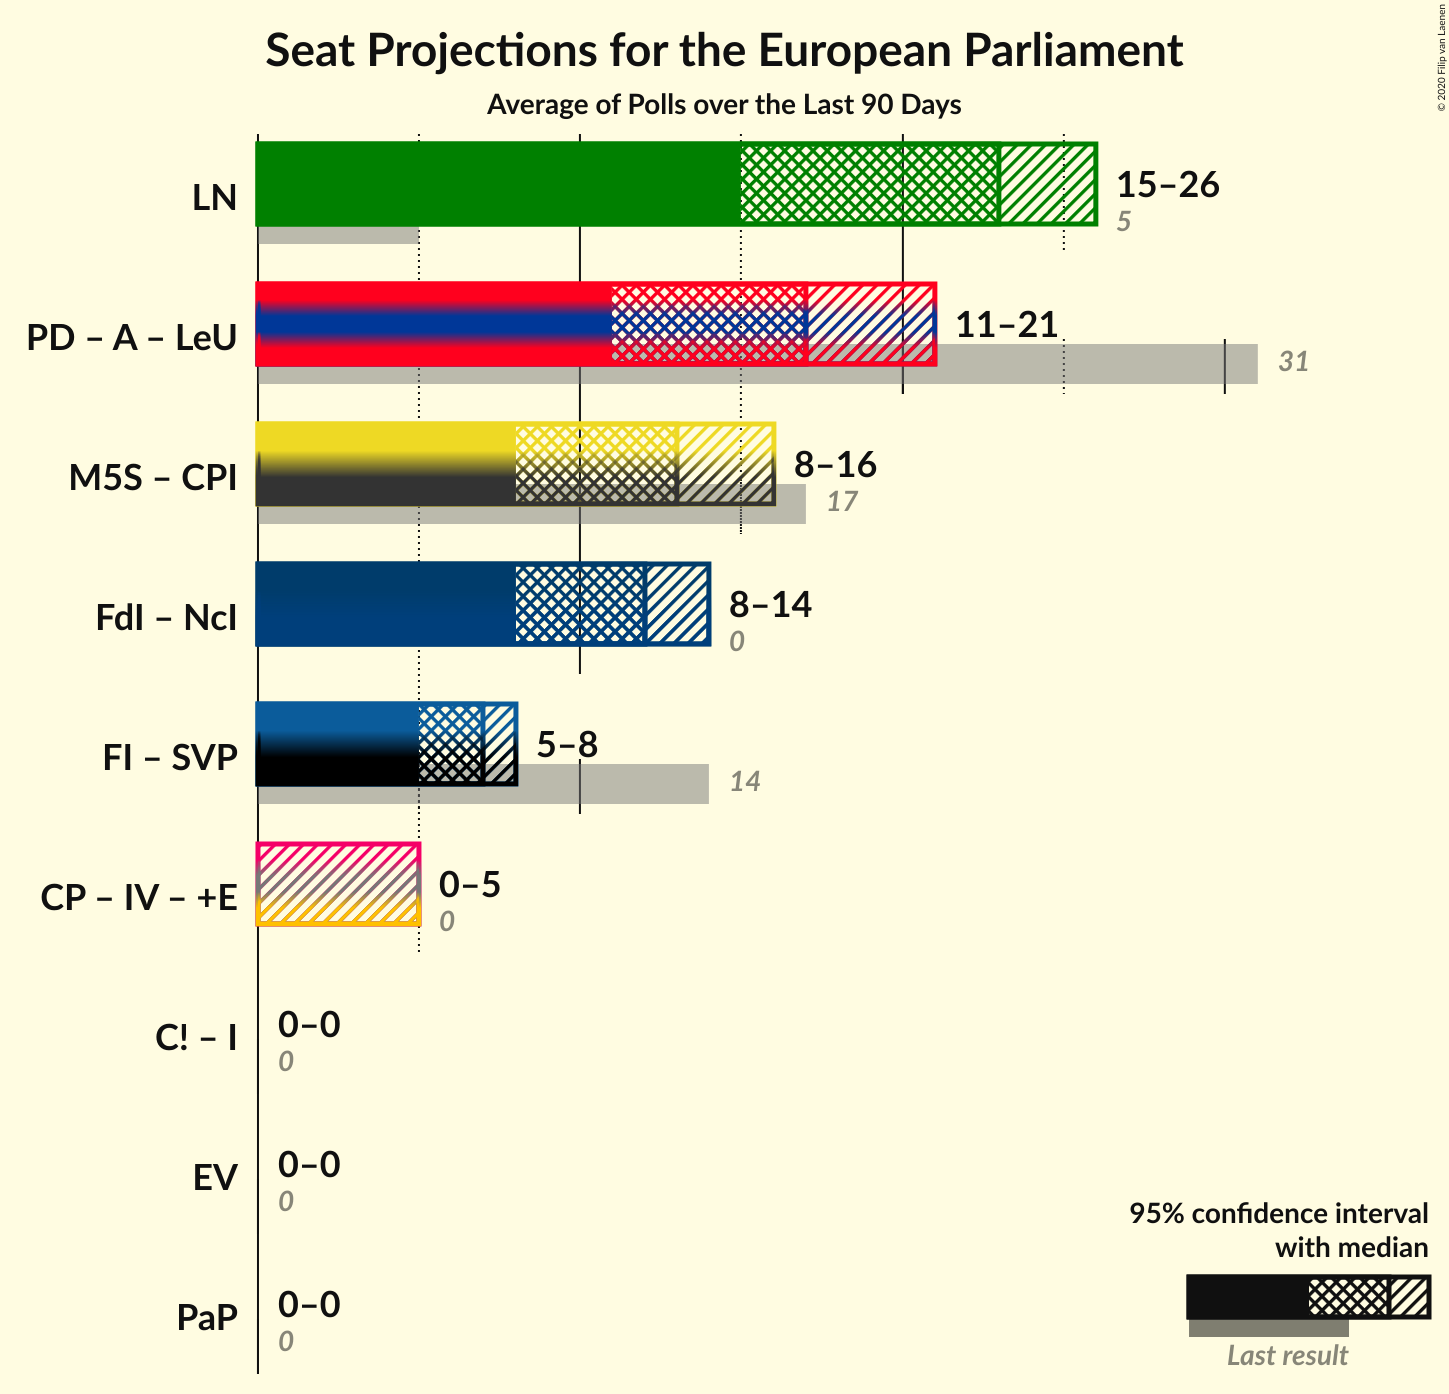 Seat Projections for the European Parliament
Average of Polls over the Last 90 Days
© 2020 Filip van Laenen
LN
15–26
5
PD – A – LeU
11–21
31
M5S – CPI
8–16
17
FdI – NcI
8–14
0
FI – SVP
5–8
14
CP – IV – +E
0–5
0
C! – I
0–0
0
EV
0–0
0
PaP
0–0
0
95% confidence interval
with median
Last result